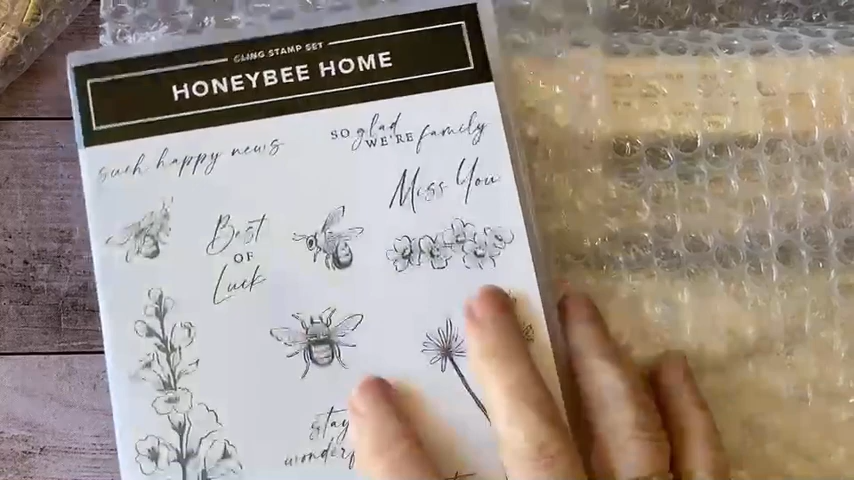 CLING STAMP SET
HONEYBEE HOME
such happy news
SO glad
WE'RE family
Miss You
Best
OF
Luck
stay